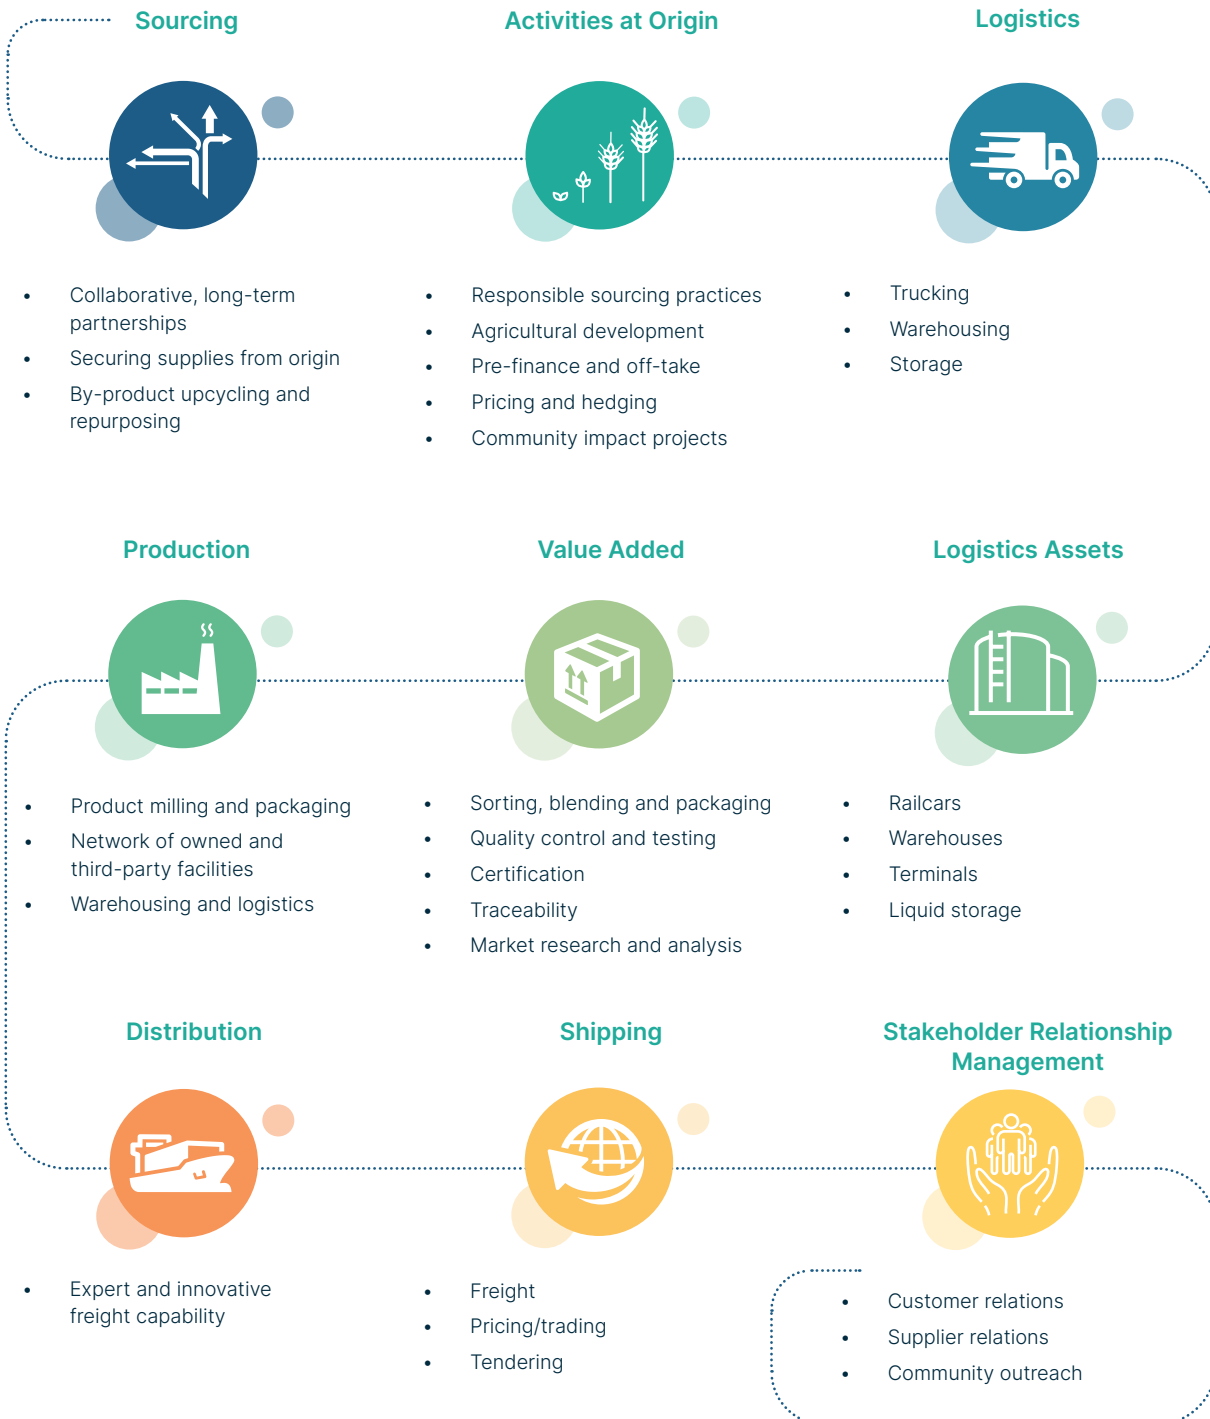 Sourcing
• Collaborative, long-term
partnerships
• Securing supplies from origin
• By-product upcycling and
repurposing
Activities at Origin
• Responsible sourcing practices
• Agricultural development
• Pre-finance and off-take
• Pricing and hedging
• Community impact projects
Logistics
• Trucking
• Warehousing
• Storage
Production
• Product milling and packaging
• Network of owned and
third-party facilities
• Warehousing and logistics
Value Added
• Sorting, blending and packaging
• Quality control and testing
• Certification
• Traceability
• Market research and analysis
Logistics Assets
• Railcars
• Warehouses
• Terminals
• Liquid storage
Distribution
• Expert and innovative
freight capability
Shipping
• Freight
• Pricing/trading
• Tendering
Stakeholder Relationship
Management
• Customer relations
• Supplier relations
• Community outreach